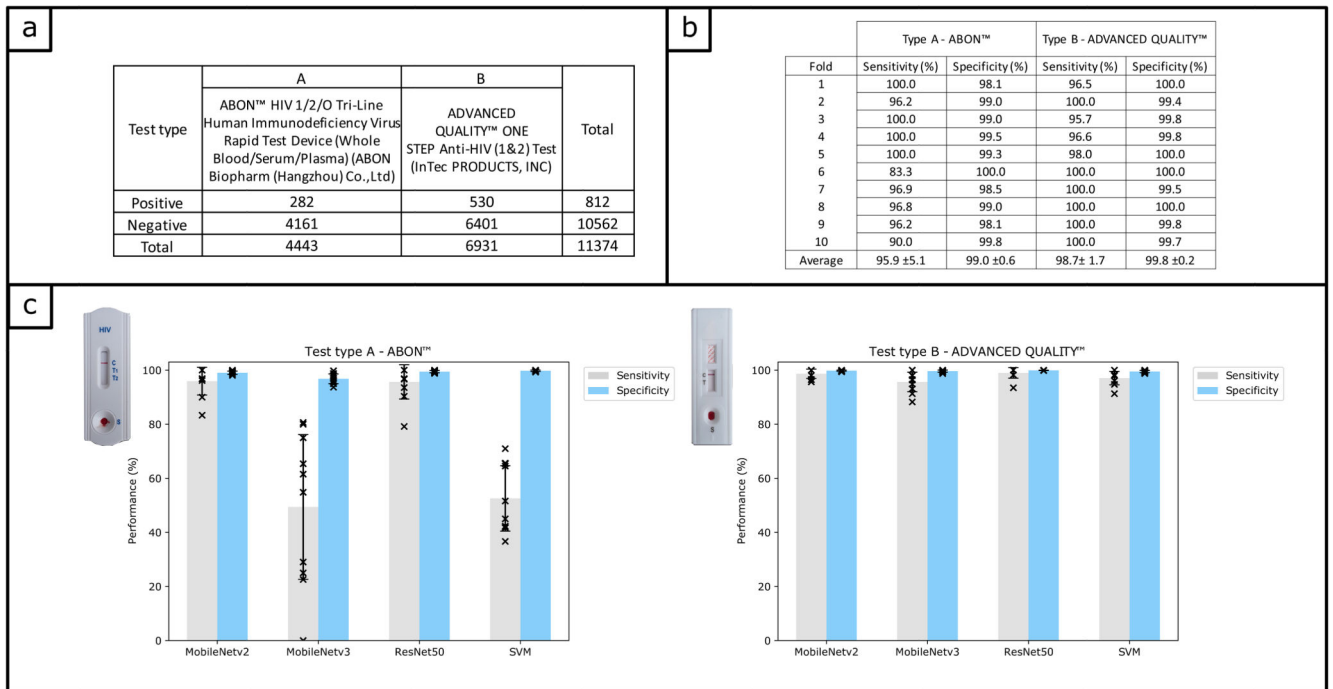 a
Test type
A
B
Total
ABON™ HIV 1/2/O Tri-Line
Human Immunodeficiency Virus
Rapid Test Device (Whole
Blood/Serum/Plasma) (ABON
Biopharm (Hangzhou) Co.,Ltd)
ADVANCED
QUALITY™ ONE
STEP Anti-HIV (1&2) Test
(InTec PRODUCTS, INC)
Positive 282 530 812
Negative 4161 6401 10562
Total 4443 6931 11374
b
Type A - ABON™ Type B - ADVANCED QUALITY™
Fold Sensitivity (%) Specificity (%) Sensitivity (%) Specificity (%)
1 100.0 98.1 96.5 100.0
2 96.2 99.0 100.0 99.4
3 100.0 99.0 95.7 99.8
4 100.0 99.5 96.6 99.8
5 100.0 99.3 98.0 100.0
6 83.3 100.0 100.0 100.0
7 96.9 98.5 100.0 99.5
8 96.8 99.0 100.0 100.0
9 96.2 98.1 100.0 99.8
10 90.0 99.8 100.0 99.7
Average 95.9 ±5.1 99.0 ±0.6 98.7± 1.7 99.8 ±0.2
c
HIV
C
T1
T2
S
Test type A - ABON™
Performance (%)
100
80
60
40
20
0
MobileNetv2 MobileNetv3 ResNet50 SVM
Sensitivity
Specificity
C
T
S
Test type B - ADVANCED QUALITY™
Performance (%)
100
80
60
40
20
0
MobileNetv2 MobileNetv3 ResNet50 SVM
Sensitivity
Specificity